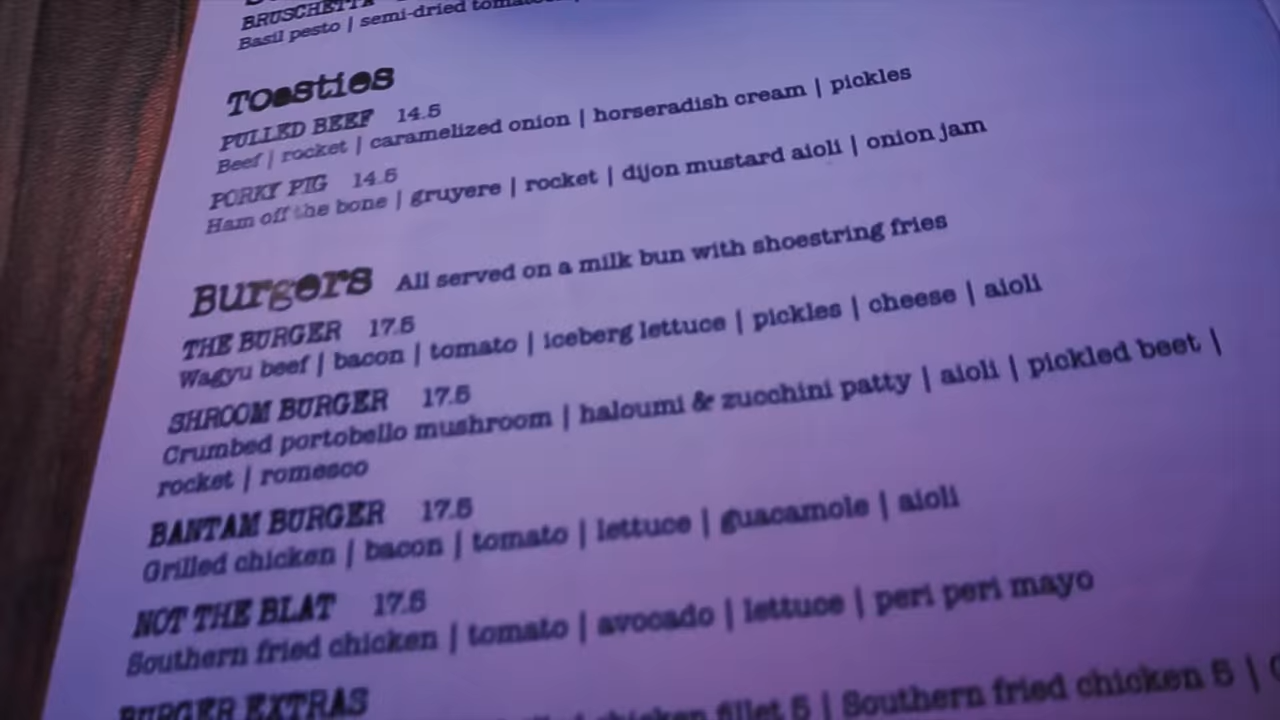 BRUSCHETTA
Basil pesto | semi-dried
Toasties
PULLED BEEF 14.5
Beef | rocket | caramelized onion | horseradish cream | pickles
PORKY PIG 14.5
Ham off the bone | gruyere | rocket | dijon mustard aioli | onion jam
Burgers All served on a milk bun with shoestring fries
THE BURGER 17.5
Wagyu beef | bacon | tomato | iceberg lettuce | pickles | cheese | aioli
SHROOM BURGER 17.5
Crumbed portobello mushroom | haloumi & zucchini patty | aioli | pickled beet |
rocket | romesco
BANTAM BURGER 17.5
Grilled chicken | bacon | tomato | lettuce | guacamole | aioli
NOT THE BLAT 17.5
Southern fried chicken | tomato | avocado | lettuce | peri peri mayo
BURGER EXTRAS
chicken fillet 5 | Southern fried chicken 5 |